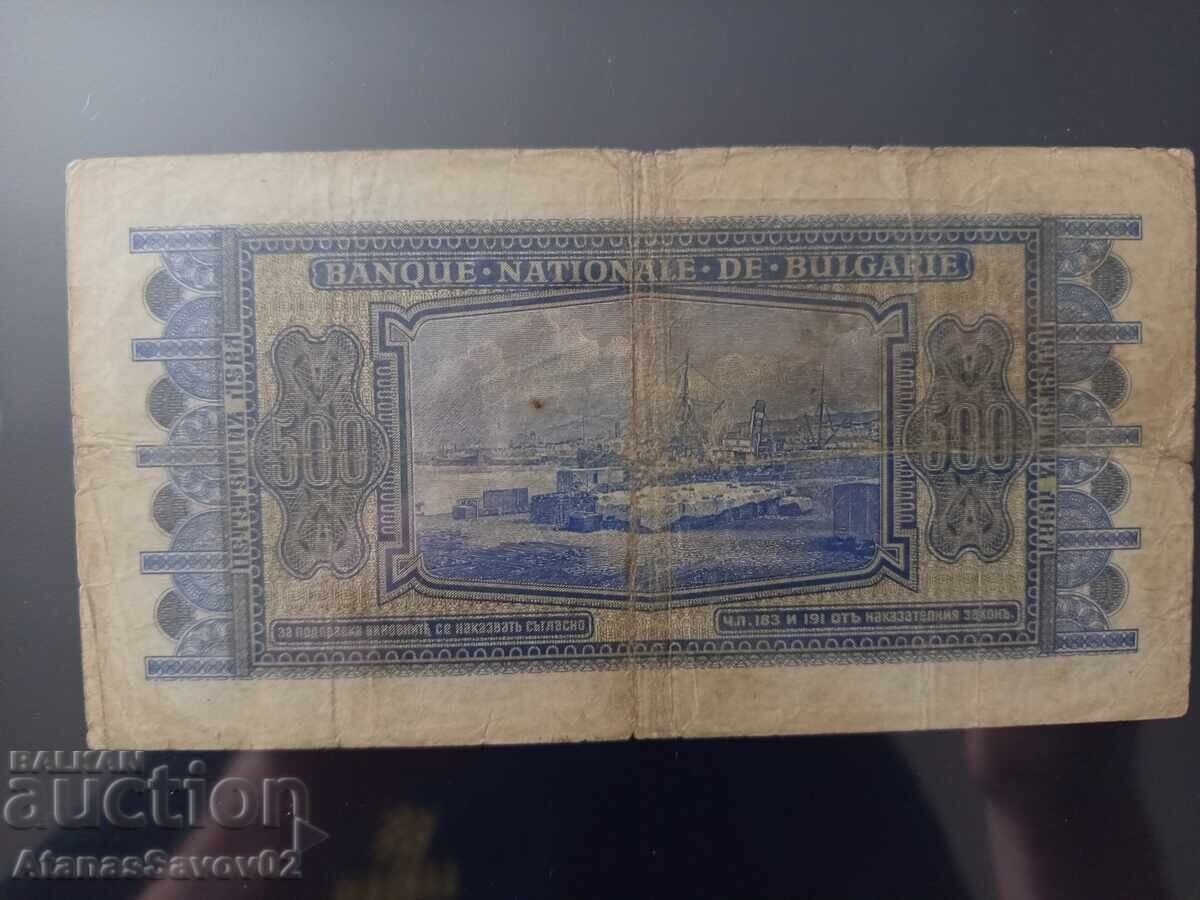 BANQUE · NATIONALE · DE · BULGARIE
500
500
ЗА ПОДПРАВКА ВИНОВНИТѢ СЕ НАКАЗВАТЪ СЪГЛАСНО
ЧЛ. 183 И 191 ОТЪ НАКАЗАТЕЛНИЯ ЗАКОНЪ
BALKAN
auction
AtanasSavov02